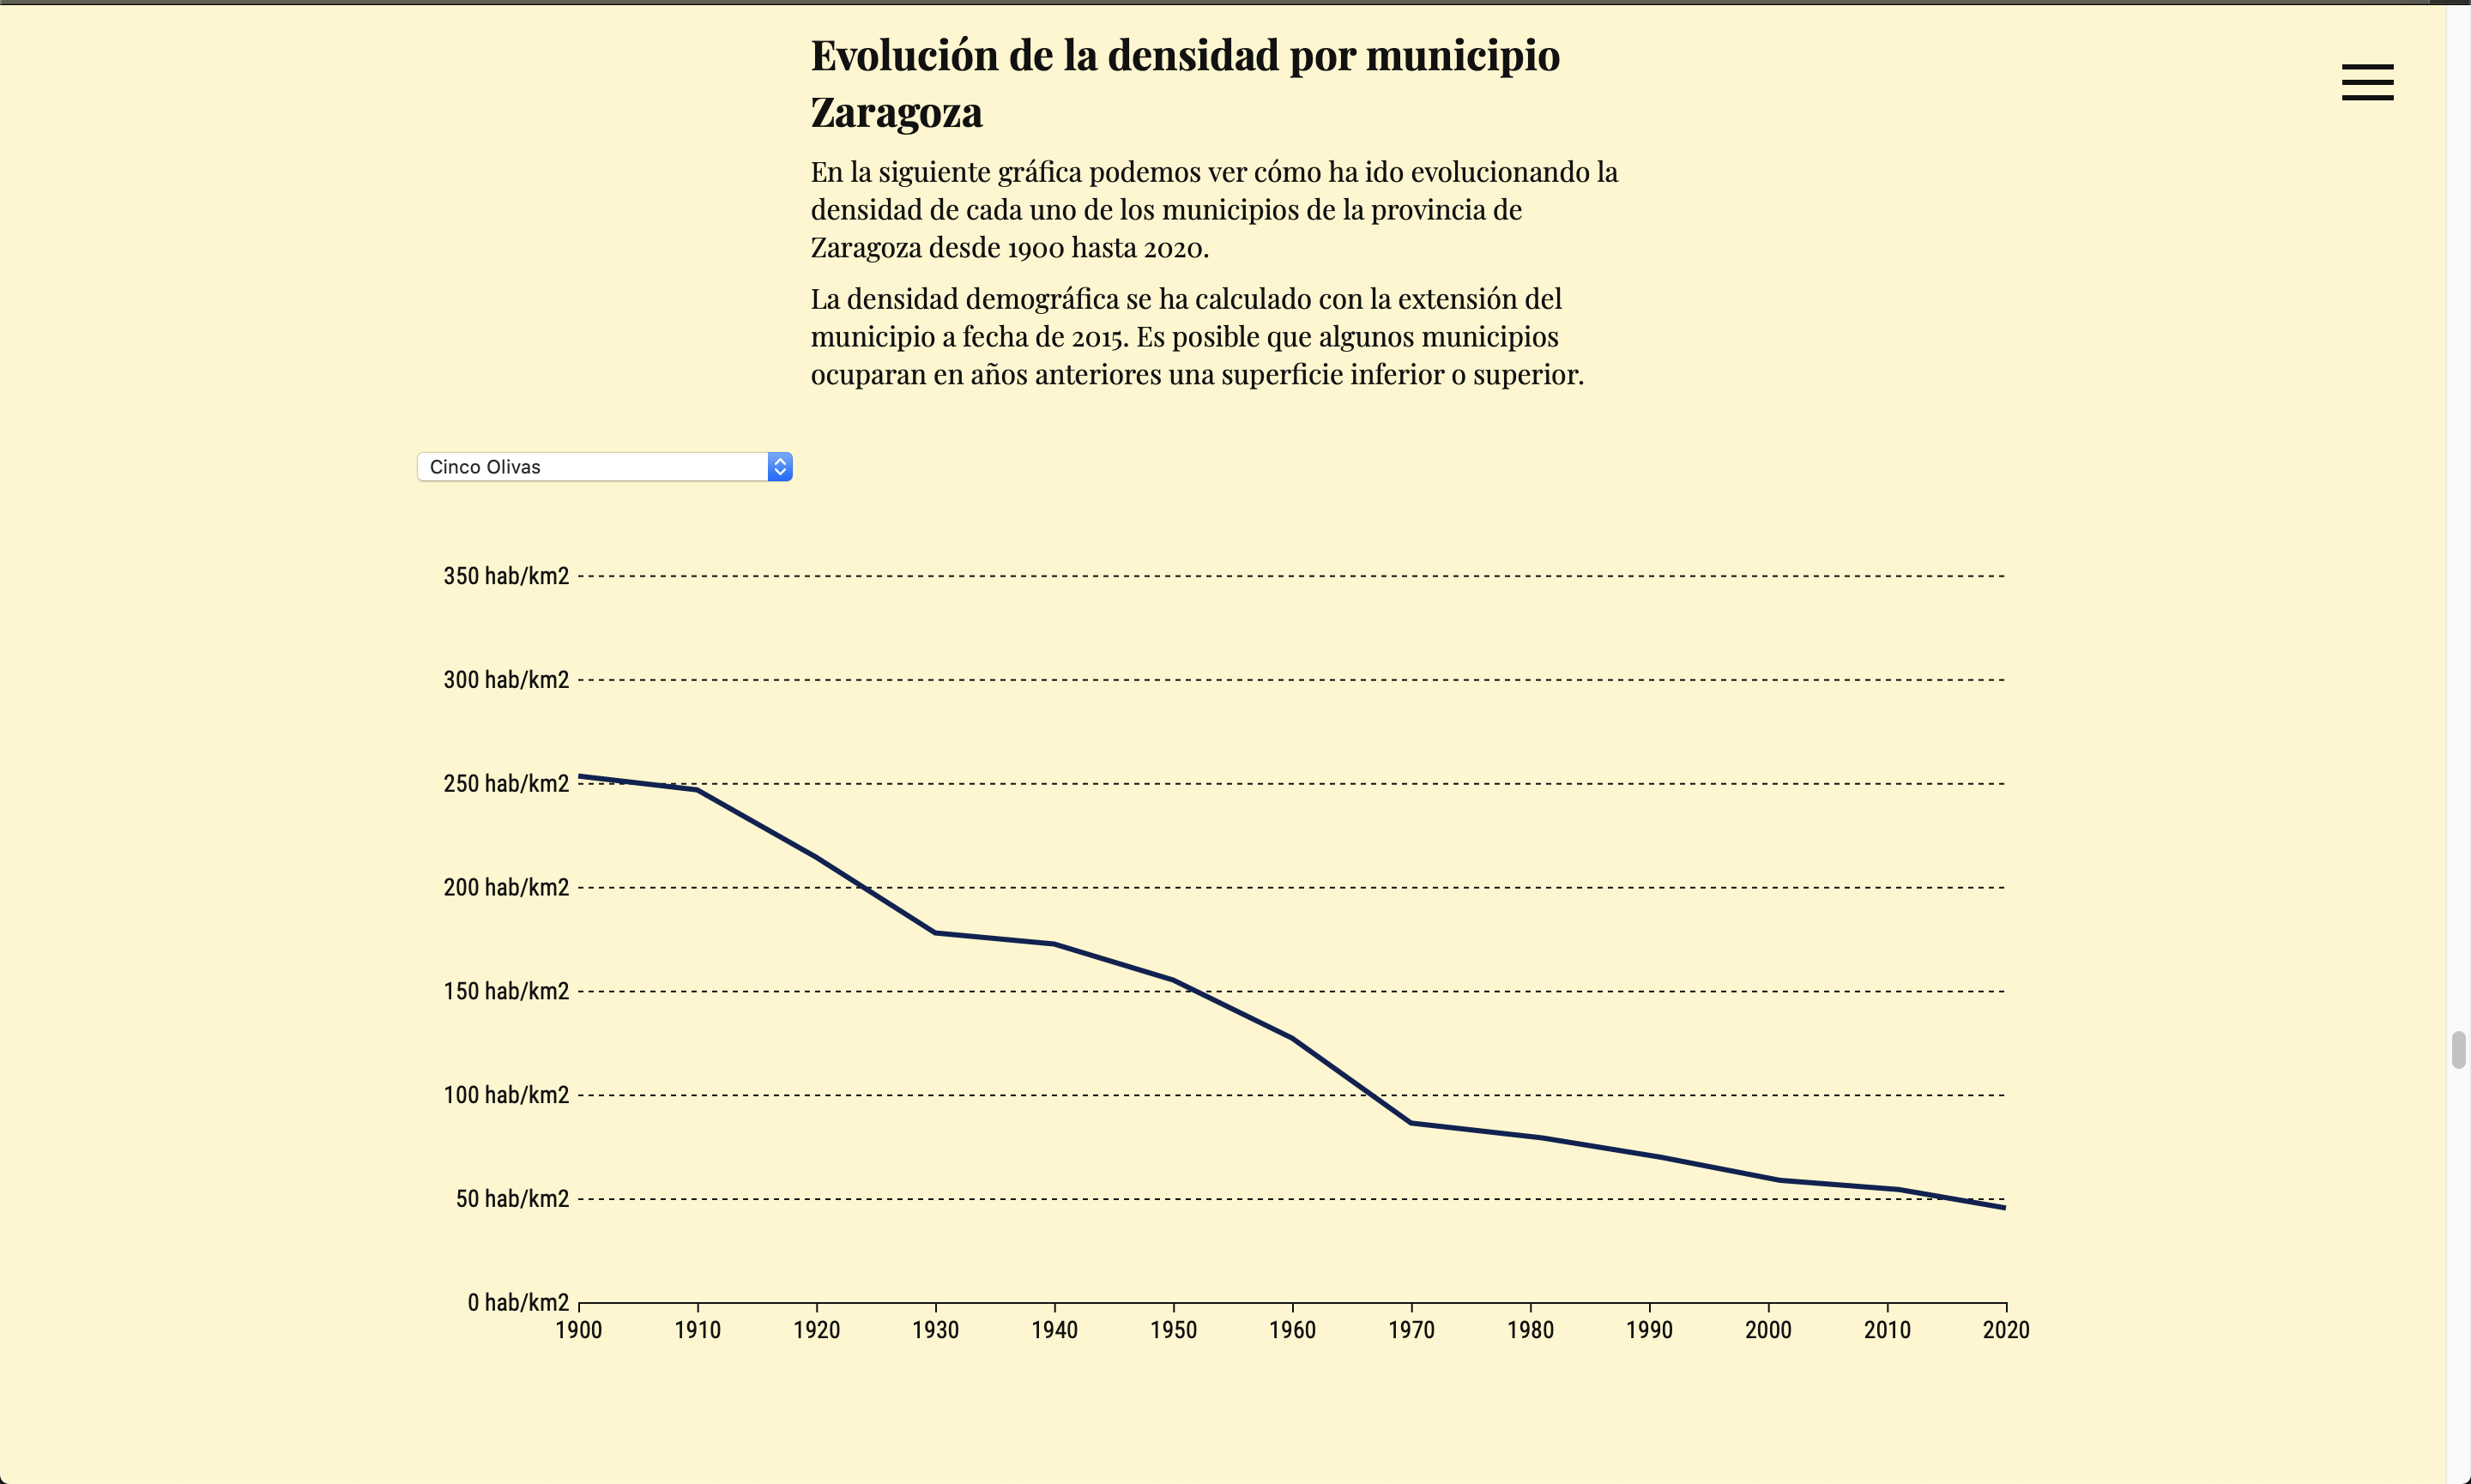 Evolución de la densidad por municipio
Zaragoza
En la siguiente gráfica podemos ver cómo ha ido evolucionando la
densidad de cada uno de los municipios de la provincia de
Zaragoza desde 1900 hasta 2020.
La densidad demográfica se ha calculado con la extensión del
municipio a fecha de 2015. Es posible que algunos municipios
ocuparan en años anteriores una superficie inferior o superior.
Cinco Olivas
350 hab/km2
300 hab/km2
250 hab/km2
200 hab/km2
150 hab/km2
100 hab/km2
50 hab/km2
0 hab/km2
1900 1910 1920 1930 1940 1950 1960 1970 1980 1990 2000 2010 2020